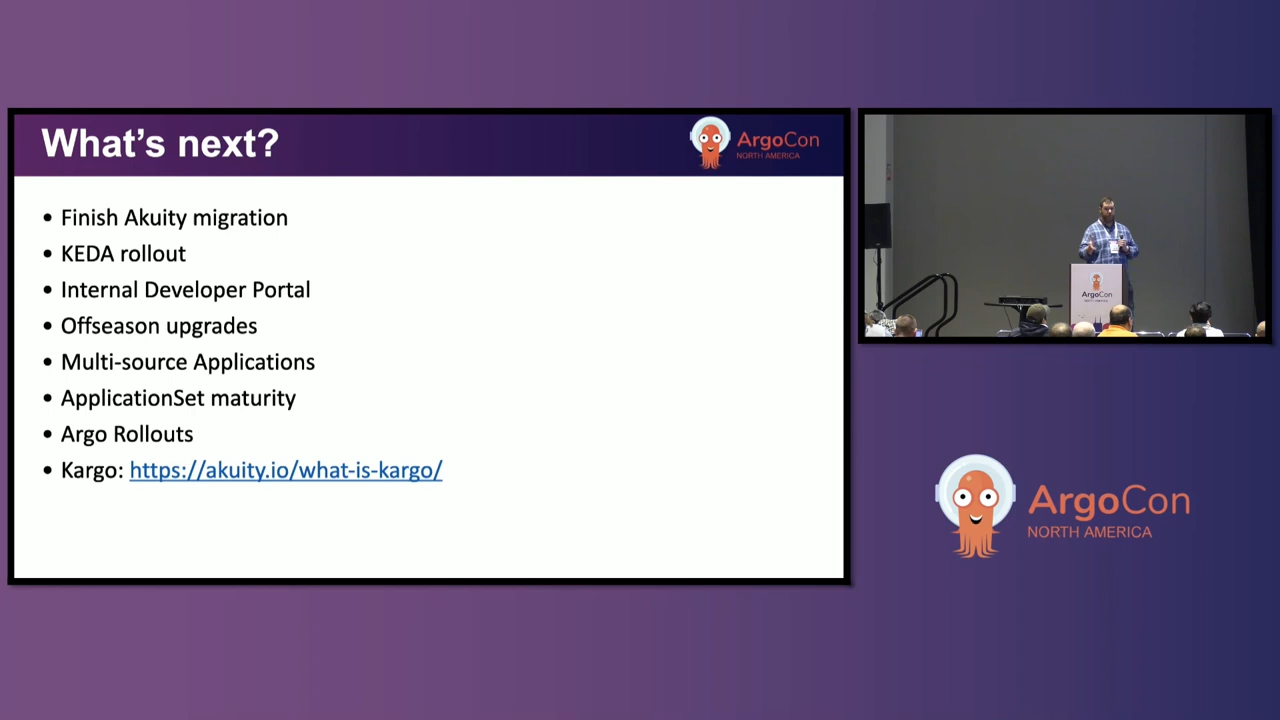 What's next?
ArgoCon
NORTH AMERICA
• Finish Akuity migration
• KEDA rollout
• Internal Developer Portal
• Offseason upgrades
• Multi-source Applications
• ApplicationSet maturity
• Argo Rollouts
• Kargo: https://akuity.io/what-is-kargo/
ArgoCon
ArgoCon
NORTH AMERICA